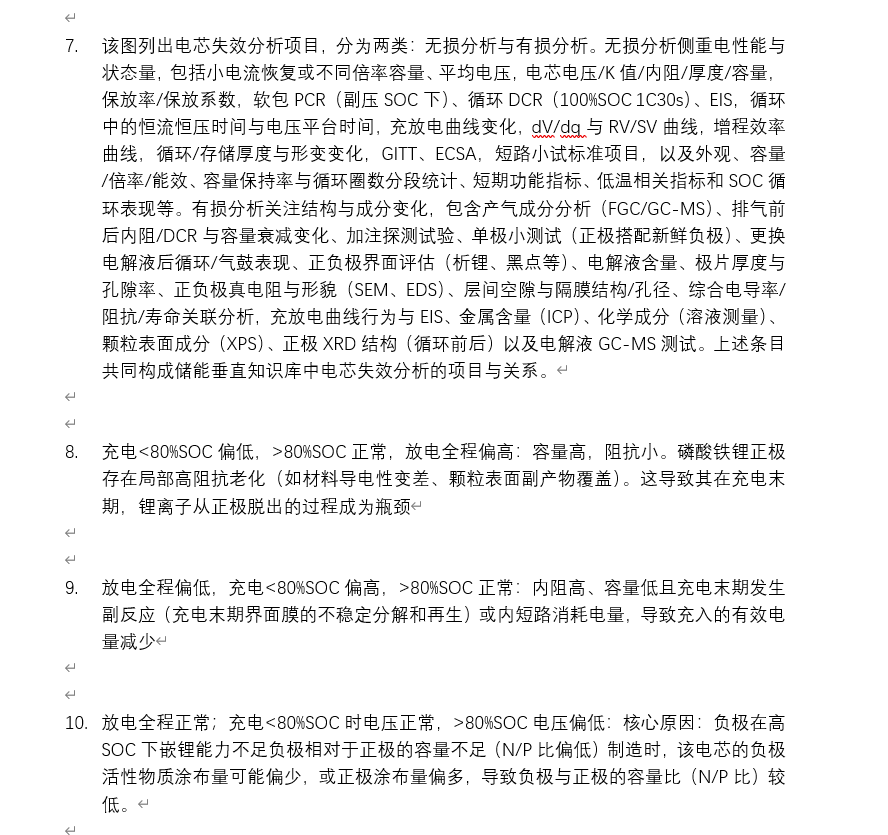 7. 该图列出电芯失效分析项目，分为两类：无损分析与有损分析。无损分析侧重电性能与
状态量，包括小电流恢复或不同倍率容量、平均电压，电芯电压/K 值/内阻/厚度/容量，
保放率/保放系数，软包 PCR（副压 SOC 下）、循环 DCR（100%SOC 1C30s）、EIS，循环
中的恒流恒压时间与电压平台时间，充放电曲线变化，dV/dq 与 RV/SV 曲线，增程效率
曲线，循环/存储厚度与形变变化，GITT、ECSA，短路小试标准项目，以及外观、容量
/倍率/能效、容量保持率与循环圈数分段统计、短期功能指标、低温相关指标和 SOC 循
环表现等。有损分析关注结构与成分变化，包含产气成分分析（FGC/GC-MS）、排气前
后内阻/DCR 与容量衰减变化、加注探测试验、单极小测试（正极搭配新鲜负极）、更换
电解液后循环/气鼓表现、正负极界面评估（析锂、黑点等）、电解液含量、极片厚度与
孔隙率、正负极真电阻与形貌（SEM、EDS）、层间空隙与隔膜结构/孔径、综合电导率/
阻抗/寿命关联分析，充放电曲线行为与 EIS、金属含量（ICP）、化学成分（溶液测量）、
颗粒表面成分（XPS）、正极 XRD 结构（循环前后）以及电解液 GC-MS 测试。上述条目
共同构成储能垂直知识库中电芯失效分析的项目与关系。
8. 充电<80%SOC 偏低，>80%SOC 正常，放电全程偏高：容量高，阻抗小。磷酸铁锂正极
存在局部高阻抗老化（如材料导电性变差、颗粒表面副产物覆盖）。这导致其在充电末
期，锂离子从正极脱出的过程成为瓶颈
9. 放电全程偏低，充电<80%SOC 偏高，>80%SOC 正常：内阻高、容量低且充电末期发生
副反应（充电末期界面膜的不稳定分解和再生）或内短路消耗电量，导致充入的有效电
量减少
10. 放电全程正常；充电<80%SOC 时电压正常，>80%SOC 电压偏低：核心原因：负极在高
SOC 下嵌锂能力不足负极相对于正极的容量不足（N/P 比偏低）制造时，该电芯的负极
活性物质涂布量可能偏少，或正极涂布量偏多，导致负极与正极的容量比（N/P 比）较
低。